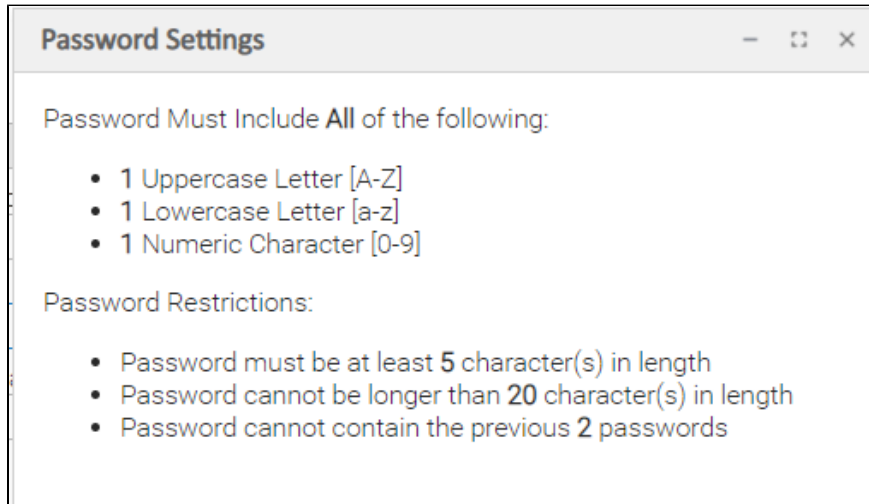 Password Settings
Password Must Include All of the following:
• 1 Uppercase Letter [A-Z]
• 1 Lowercase Letter [a-z]
• 1 Numeric Character [0-9]
Password Restrictions:
• Password must be at least 5 character(s) in length
• Password cannot be longer than 20 character(s) in length
• Password cannot contain the previous 2 passwords